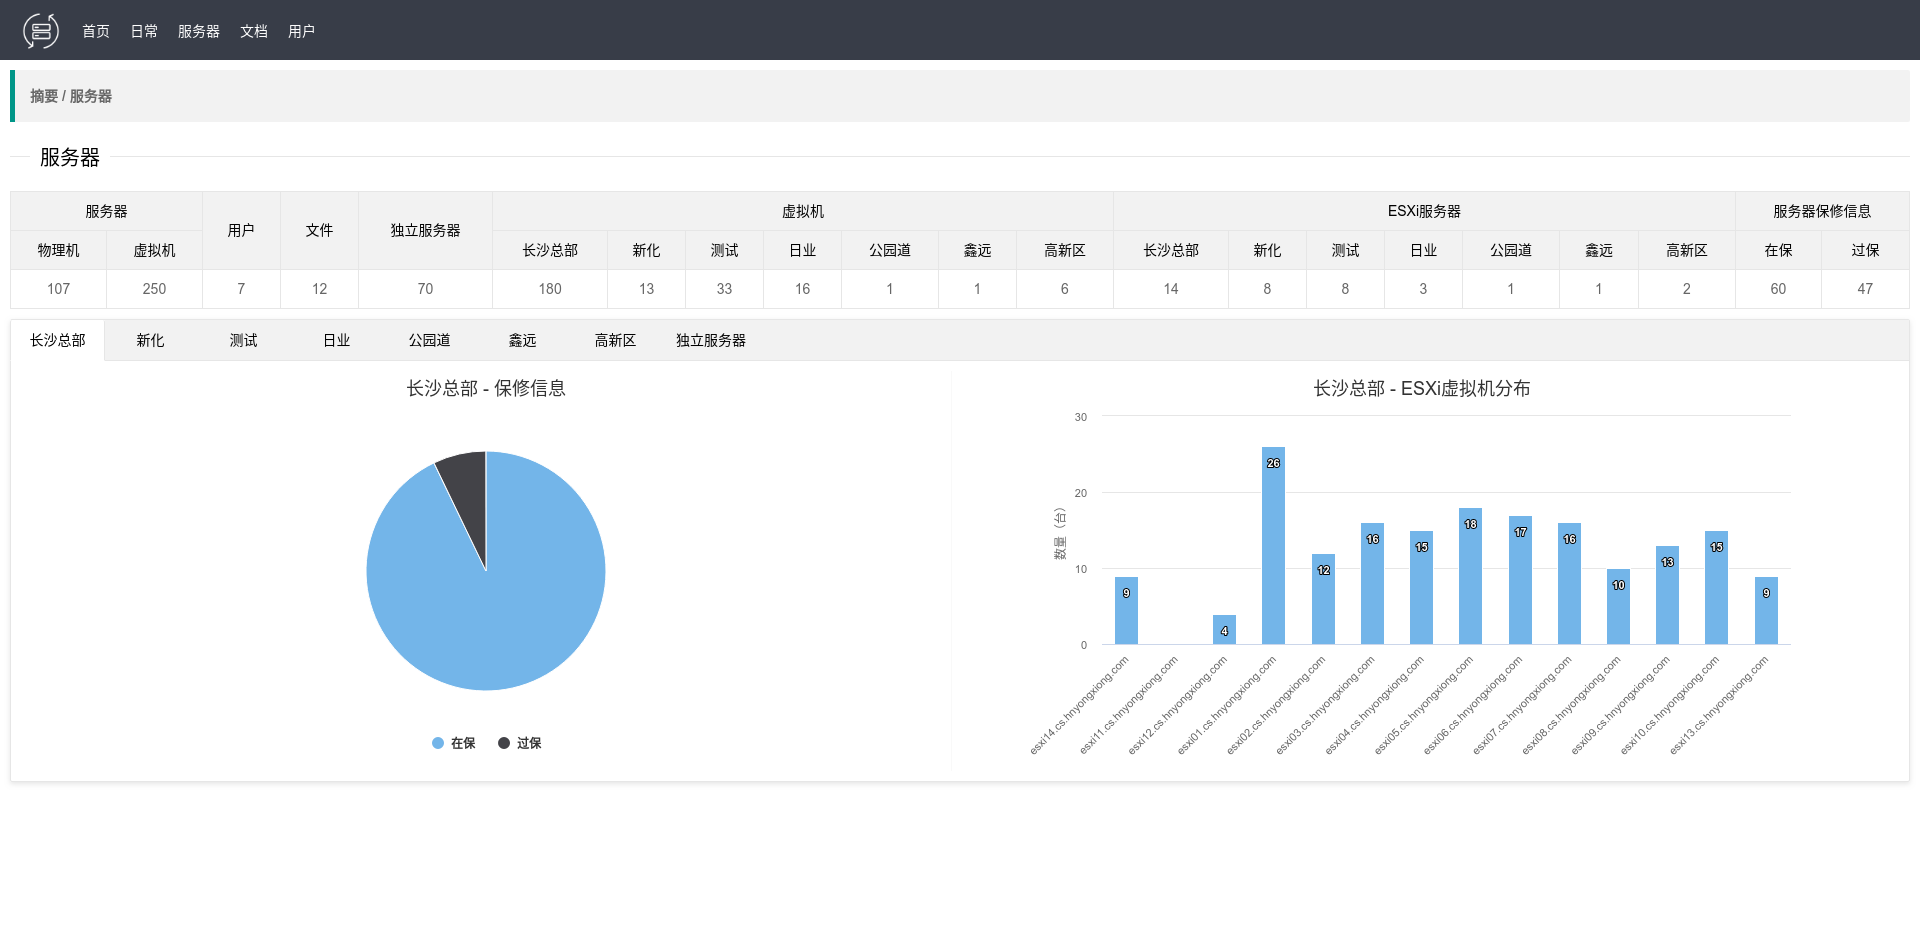 首页 日常 服务器 文档 用户
摘要 / 服务器
服务器
服务器 用户 文件 独立服务器 虚拟机 ESXi服务器 服务器保修信息
物理机 虚拟机 长沙总部 新化 测试 日业 公园道 鑫远 高新区 长沙总部 新化 测试 日业 公园道 鑫远 高新区 在保 过保
107 250 7 12 70 180 13 33 16 1 1 6 14 8 8 3 1 1 2 60 47
长沙总部 新化 测试 日业 公园道 鑫远 高新区 独立服务器
长沙总部 - 保修信息
在保 过保
长沙总部 - ESXi虚拟机分布
数量（台）
30
20
10
0
9 4 26 12 16 15 18 17 16 10 13 15 9
esxi14.cs.hnyongxiong.com
esxi11.cs.hnyongxiong.com
esxi12.cs.hnyongxiong.com
esxi01.cs.hnyongxiong.com
esxi02.cs.hnyongxiong.com
esxi03.cs.hnyongxiong.com
esxi04.cs.hnyongxiong.com
esxi05.cs.hnyongxiong.com
esxi06.cs.hnyongxiong.com
esxi07.cs.hnyongxiong.com
esxi08.cs.hnyongxiong.com
esxi09.cs.hnyongxiong.com
esxi10.cs.hnyongxiong.com
esxi13.cs.hnyongxiong.com